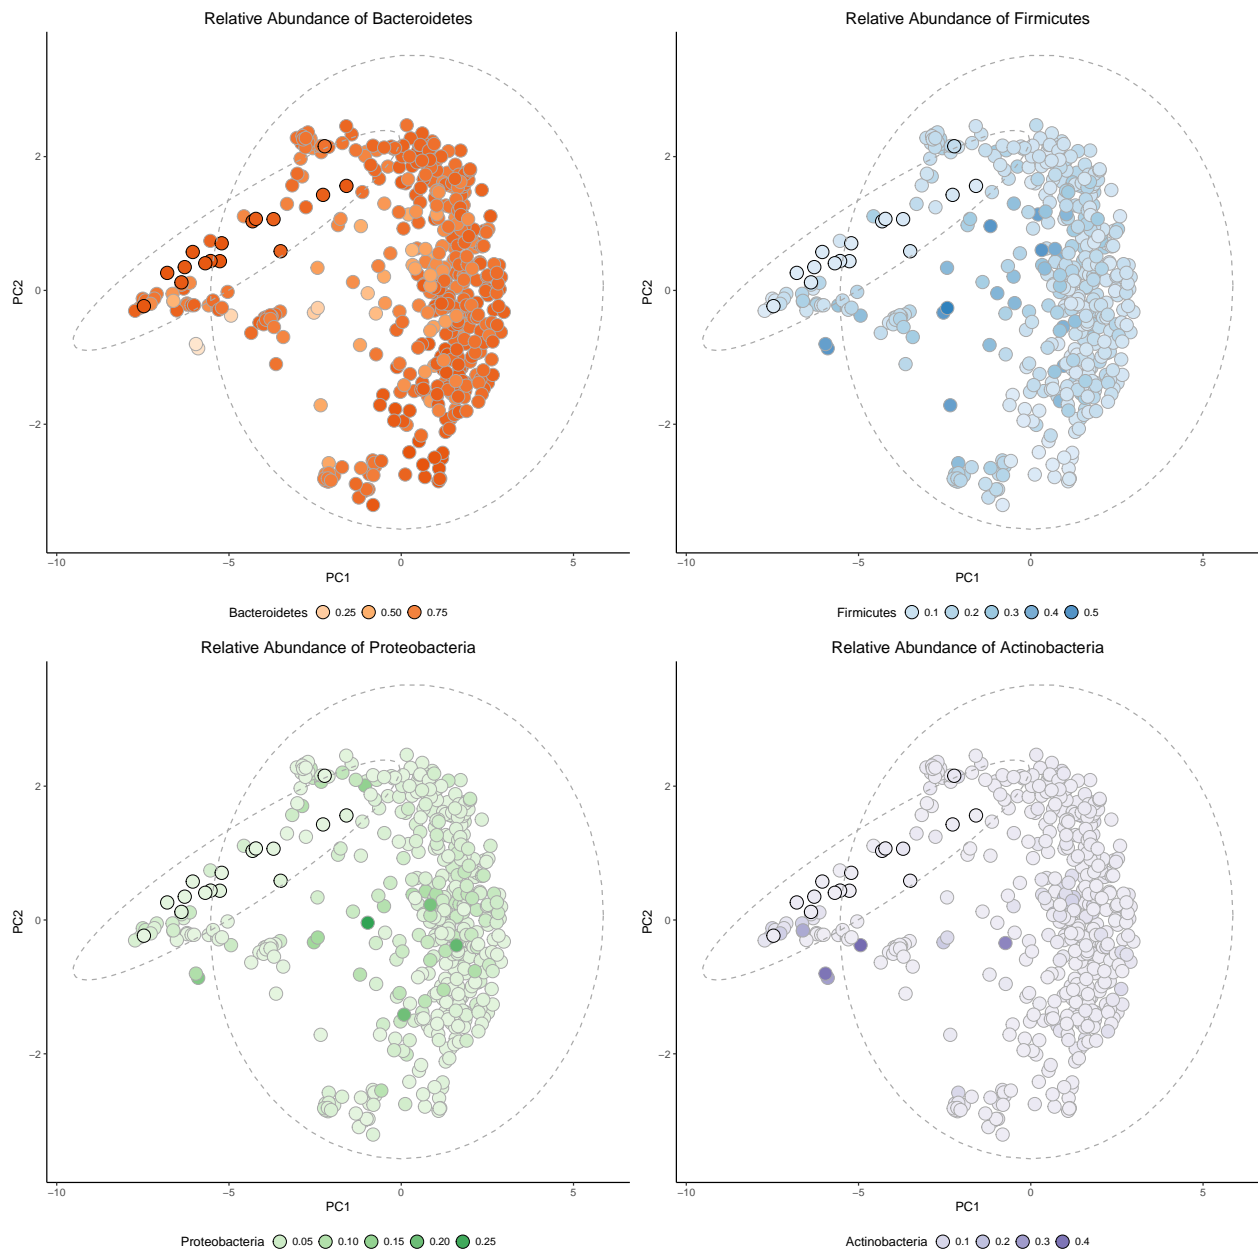 Relative Abundance of Bacteroidetes
2
0
−2
PC2
−10 −5 0 5
PC1
Bacteroidetes 0.25 0.50 0.75
Relative Abundance of Firmicutes
2
0
−2
PC2
−10 −5 0 5
PC1
Firmicutes 0.1 0.2 0.3 0.4 0.5
Relative Abundance of Proteobacteria
2
0
−2
PC2
−10 −5 0 5
PC1
Proteobacteria 0.05 0.10 0.15 0.20 0.25
Relative Abundance of Actinobacteria
2
0
−2
PC2
−10 −5 0 5
PC1
Actinobacteria 0.1 0.2 0.3 0.4